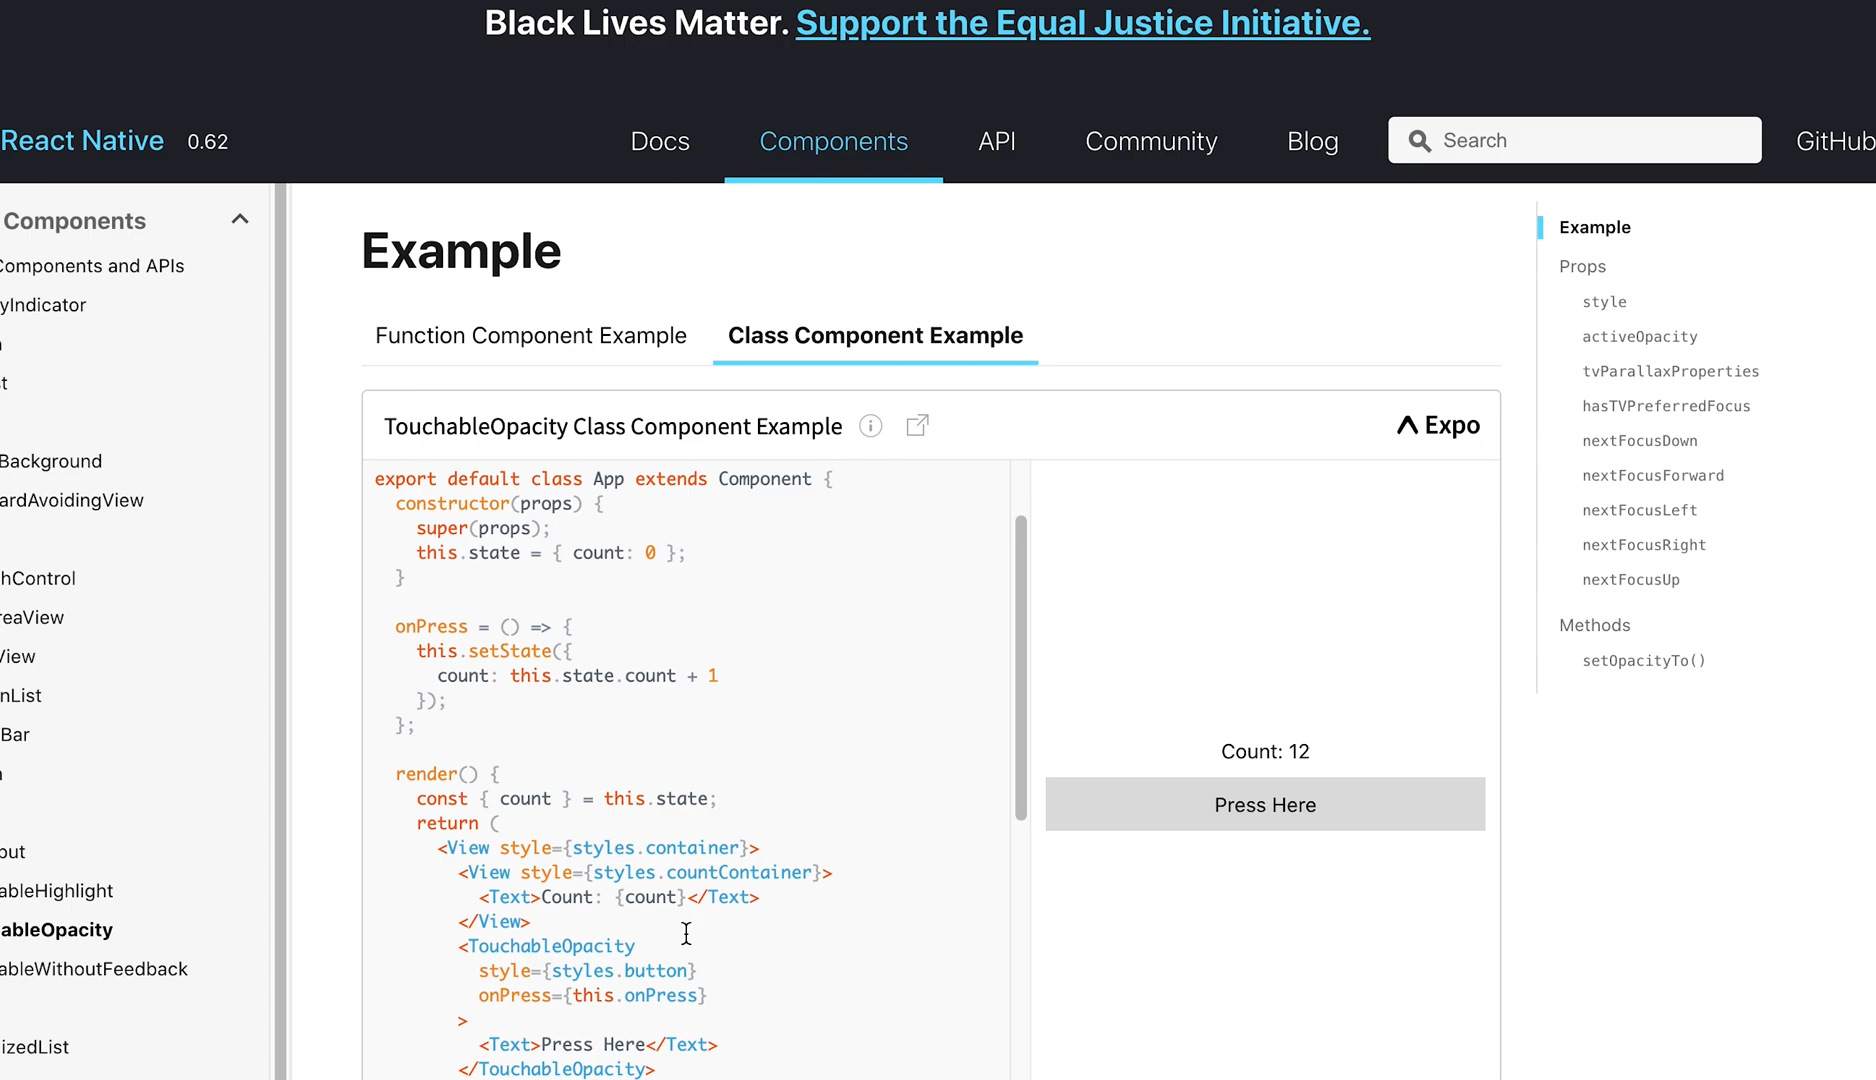 Black Lives Matter. Support the Equal Justice Initiative.
React Native 0.62 Docs Components API Community Blog Search GitHub
Components
Components and APIs
yIndicator
t
Background
ardAvoidingView
hControl
reaView
View
nList
Bar
put
ableHighlight
ableOpacity
ableWithoutFeedback
izedList
Example
Function Component Example Class Component Example
TouchableOpacity Class Component Example Expo
export default class App extends Component {
constructor(props) {
super(props);
this.state = { count: 0 };
}
onPress = () => {
this.setState({
count: this.state.count + 1
});
};
render() {
const { count } = this.state;
return (
<View style={styles.container}>
<View style={styles.countContainer}>
<Text>Count: {count}</Text>
</View>
<TouchableOpacity
style={styles.button}
onPress={this.onPress}
>
<Text>Press Here</Text>
</TouchableOpacity>
Count: 12
Press Here
Example
Props
style
activeOpacity
tvParallaxProperties
hasTVPreferredFocus
nextFocusDown
nextFocusForward
nextFocusLeft
nextFocusRight
nextFocusUp
Methods
setOpacityTo()